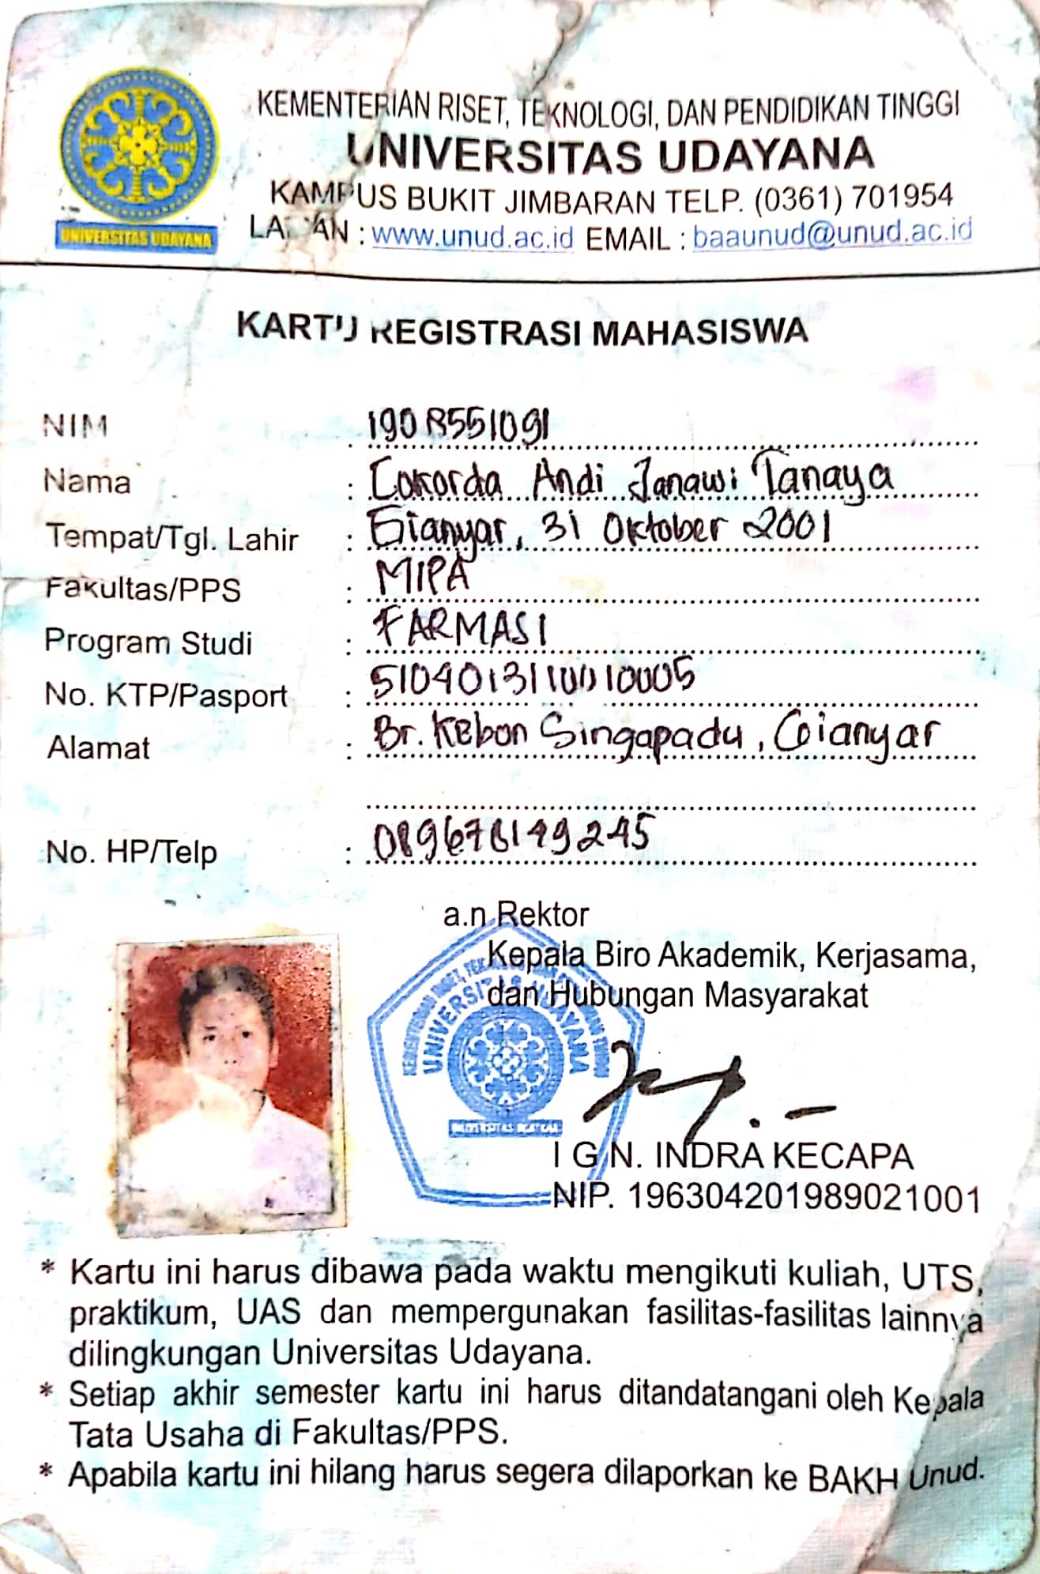 KEMENTERIAN RISET, TEKNOLOGI, DAN PENDIDIKAN TINGGI
UNIVERSITAS UDAYANA
KAMPUS BUKIT JIMBARAN TELP. (0361) 701954
LAMAN : www.unud.ac.id EMAIL : baaunud@unud.ac.id
UNIVERSITAS UDAYANA
KARTU REGISTRASI MAHASISWA
NIM : 1908551091
Nama : Cokorda Andi Janawi Tanaya
Tempat/Tgl. Lahir : Gianyar, 31 Oktober 2001
Fakultas/PPS : MIPA
Program Studi : FARMASI
No. KTP/Pasport : 5104013110010005
Alamat : Br. Kebon Singapadu, Gianyar
No. HP/Telp :
a.n Rektor
Kepala Biro Akademik, Kerjasama,
dan Hubungan Masyarakat
UNIVERSITAS UDAYANA
I G N. INDRA KECAPA
NIP. 196304201989021001
* Kartu ini harus dibawa pada waktu mengikuti kuliah, UTS,
praktikum, UAS dan mempergunakan fasilitas-fasilitas lainnya
dilingkungan Universitas Udayana.
* Setiap akhir semester kartu ini harus ditandatangani oleh Kepala
Tata Usaha di Fakultas/PPS.
* Apabila kartu ini hilang harus segera dilaporkan ke BAKH Unud.